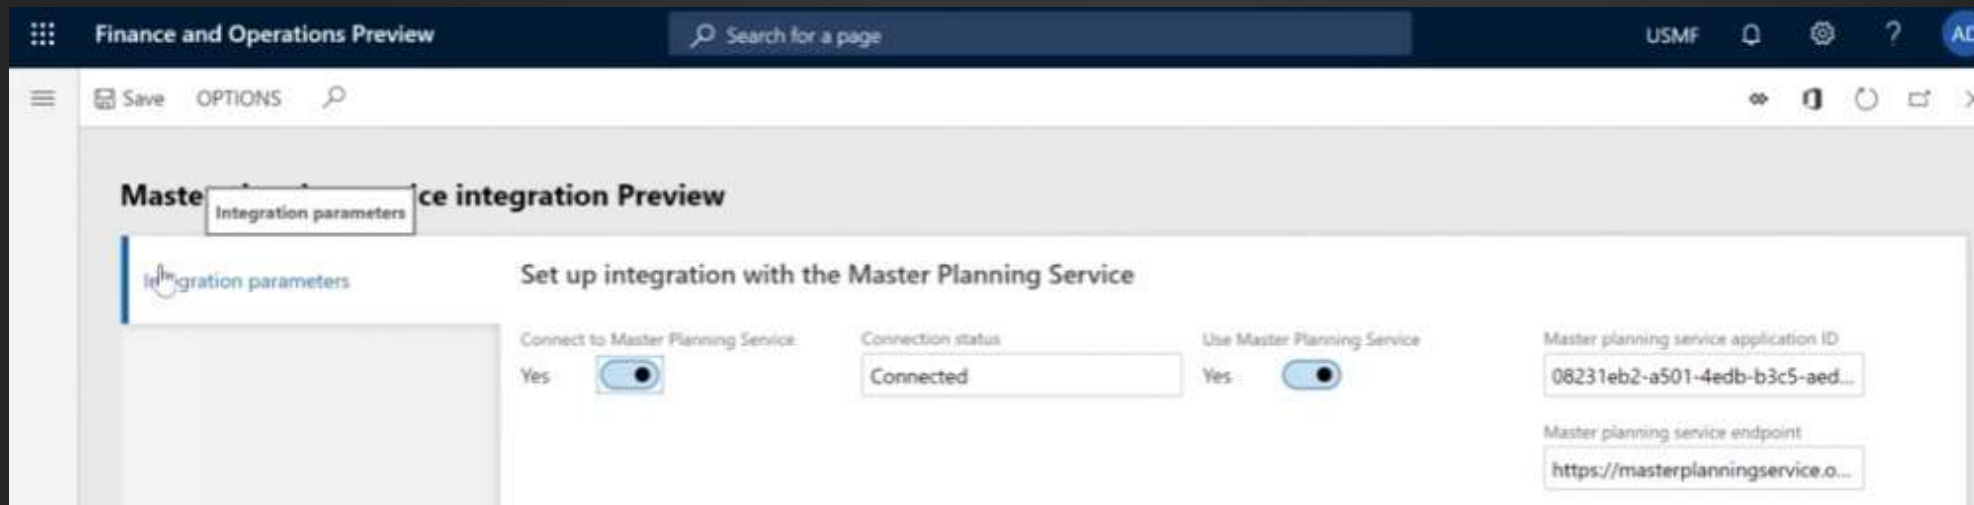 Finance and Operations Preview
Search for a page
USMF
?
AD
Save OPTIONS
Maste
ce integration Preview
Integration parameters
Integration parameters
Set up integration with the Master Planning Service
Connect to Master Planning Service
Yes
Connection status
Connected
Use Master Planning Service
Yes
Master planning service application ID
08231eb2-a501-4edb-b3c5-aed...
Master planning service endpoint
https://masterplanningservice.o...